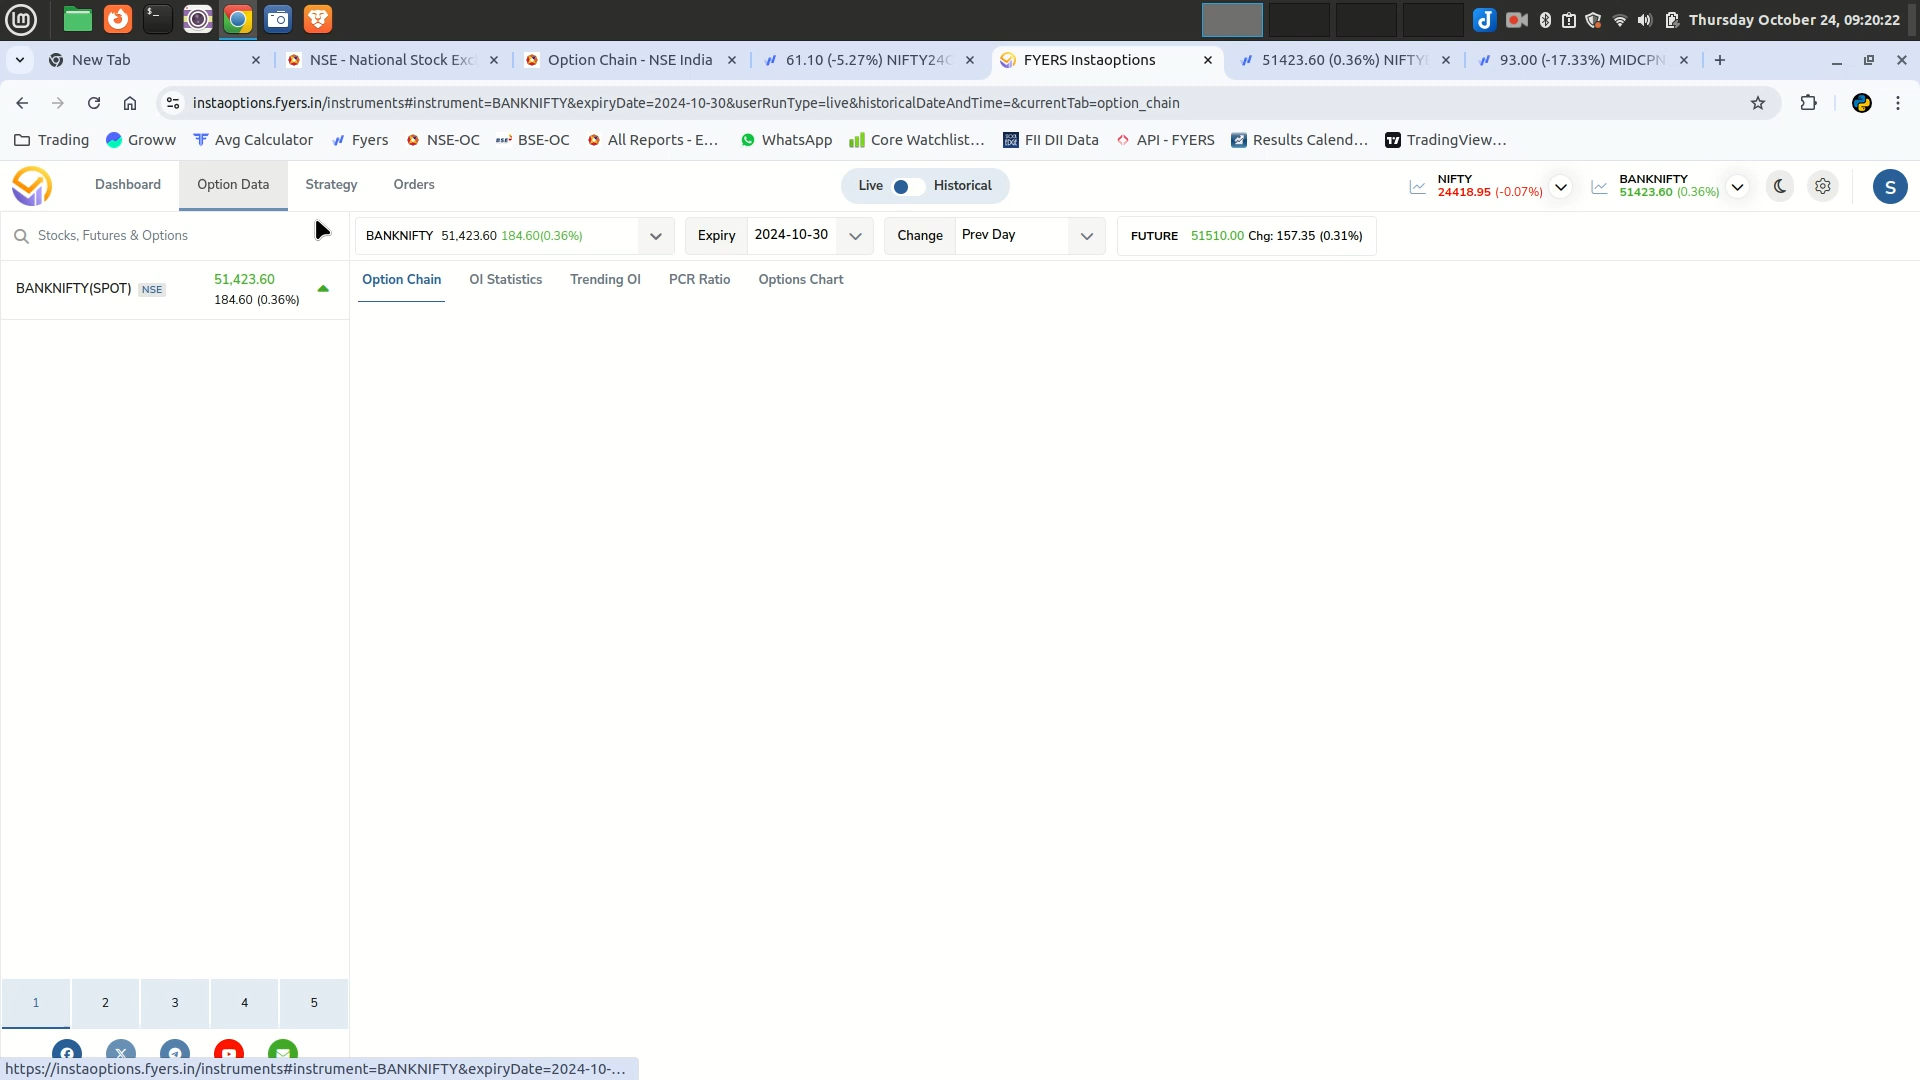 Thursday October 24, 09:20:22
New Tab
NSE - National Stock Exc
Option Chain - NSE India
61.10 (-5.27%) NIFTY24
FYERS Instaoptions
51423.60 (0.36%) NIFTY
93.00 (-17.33%) MIDCPN
instaoptions.fyers.in/instruments#instrument=BANKNIFTY&expiryDate=2024-10-30&userRunType=live&historicalDateAndTime=&currentTab=option_chain
Trading
Groww
Avg Calculator
Fyers
NSE-OC
BSE-OC
All Reports - E...
WhatsApp
Core Watchlist...
FII DII Data
API - FYERS
Results Calend...
TradingView...
Dashboard
Option Data
Strategy
Orders
Live
Historical
NIFTY
24418.95 (-0.07%)
BANKNIFTY
51423.60 (0.36%)
S
Stocks, Futures & Options
BANKNIFTY 51,423.60 184.60(0.36%)
Expiry 2024-10-30
Change Prev Day
FUTURE 51510.00 Chg: 157.35 (0.31%)
BANKNIFTY(SPOT) NSE
51,423.60
184.60 (0.36%)
Option Chain
OI Statistics
Trending OI
PCR Ratio
Options Chart
1
2
3
4
5
https://instaoptions.fyers.in/instruments#instrument=BANKNIFTY&expiryDate=2024-10-...